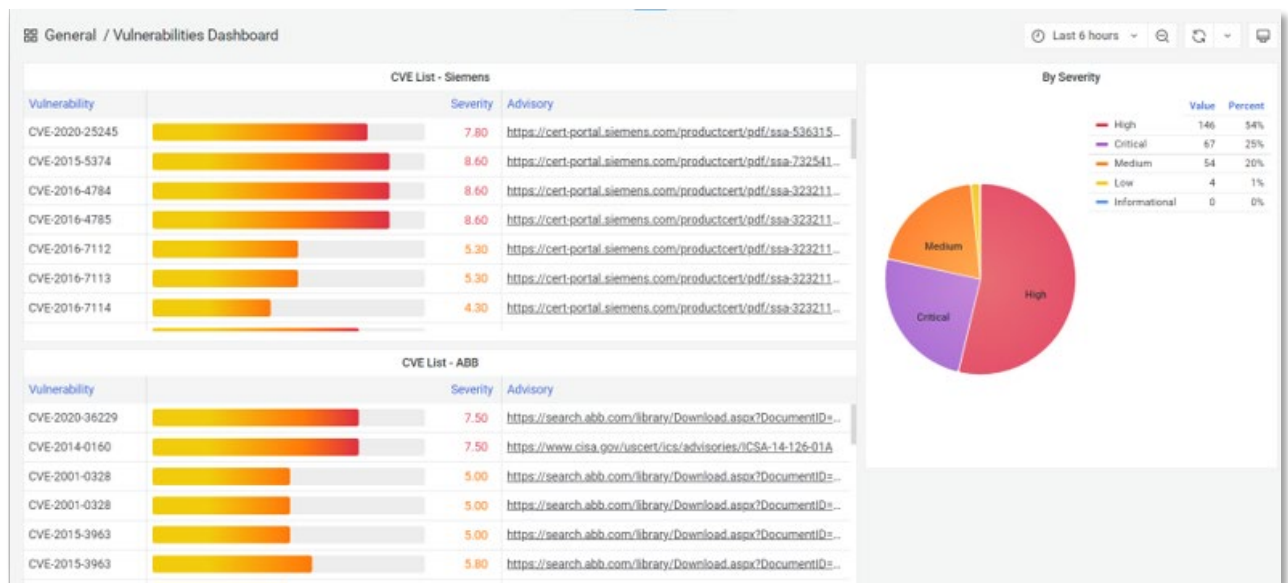 General / Vulnerabilities Dashboard
Last 6 hours
CVE List - Siemens
Vulnerability Severity Advisory
CVE-2020-25245 7.80 https://cert-portal.siemens.com/productcert/pdf/ssa-536315...
CVE-2015-5374 8.60 https://cert-portal.siemens.com/productcert/pdf/ssa-732541...
CVE-2016-4784 8.60 https://cert-portal.siemens.com/productcert/pdf/ssa-323211...
CVE-2016-4785 8.60 https://cert-portal.siemens.com/productcert/pdf/ssa-323211...
CVE-2016-7112 5.30 https://cert-portal.siemens.com/productcert/pdf/ssa-323211...
CVE-2016-7113 5.30 https://cert-portal.siemens.com/productcert/pdf/ssa-323211...
CVE-2016-7114 4.30 https://cert-portal.siemens.com/productcert/pdf/ssa-323211...
CVE List - ABB
Vulnerability Severity Advisory
CVE-2020-36229 7.50 https://search.abb.com/library/Download.aspx?DocumentID=...
CVE-2014-0160 7.50 https://www.cisa.gov/uscert/ics/advisories/ICSA-14-126-01A
CVE-2001-0328 5.00 https://search.abb.com/library/Download.aspx?DocumentID=...
CVE-2001-0328 5.00 https://search.abb.com/library/Download.aspx?DocumentID=...
CVE-2015-3963 5.00 https://search.abb.com/library/Download.aspx?DocumentID=...
CVE-2015-3963 5.80 https://search.abb.com/library/Download.aspx?DocumentID=...
By Severity
Value Percent
High 146 54%
Critical 67 25%
Medium 54 20%
Low 4 1%
Informational 0 0%
Medium
High
Critical